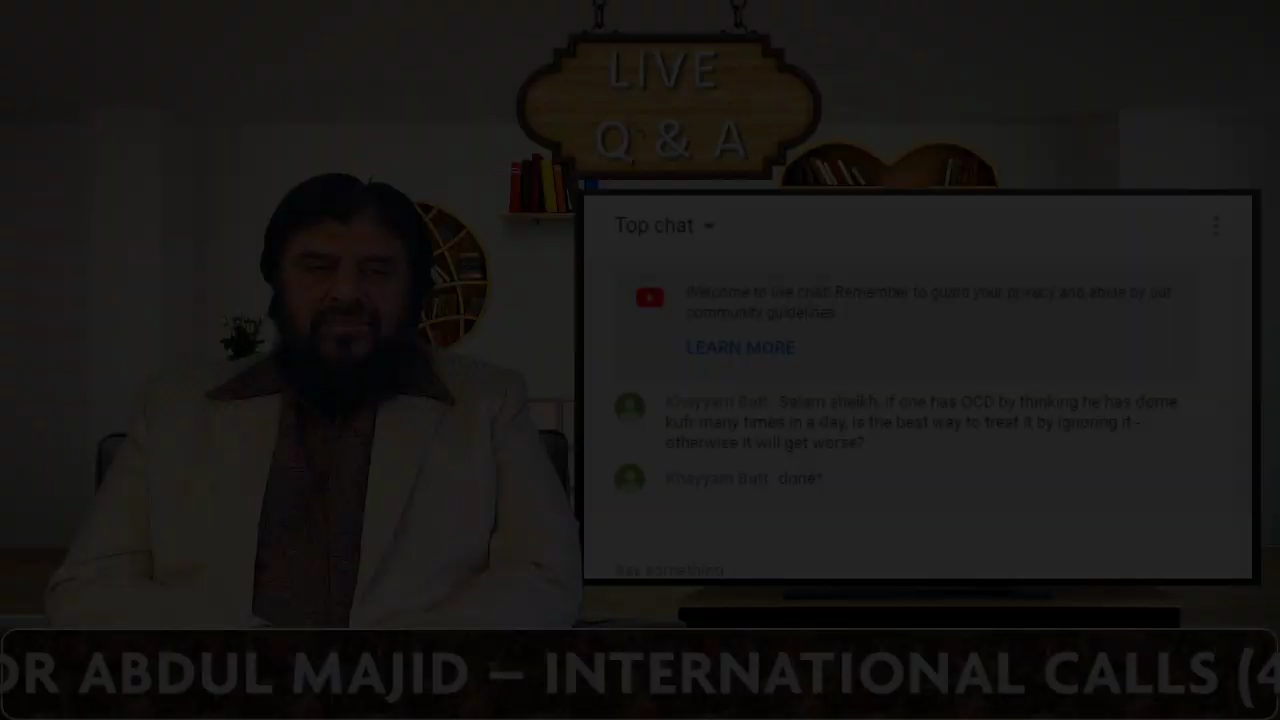 LIVE
Q & A
Top chat
Welcome to live chat! Remember to guard your privacy and abide by our
community guidelines.
LEARN MORE
Khayyam Butt Salam sheikh, if one has OCD by thinking he has dome
kufr many times in a day, is the best way to treat it by ignoring it -
otherwise it will get worse?
Khayyam Butt done*
OR ABDUL MAJID – INTERNATIONAL CALLS (4